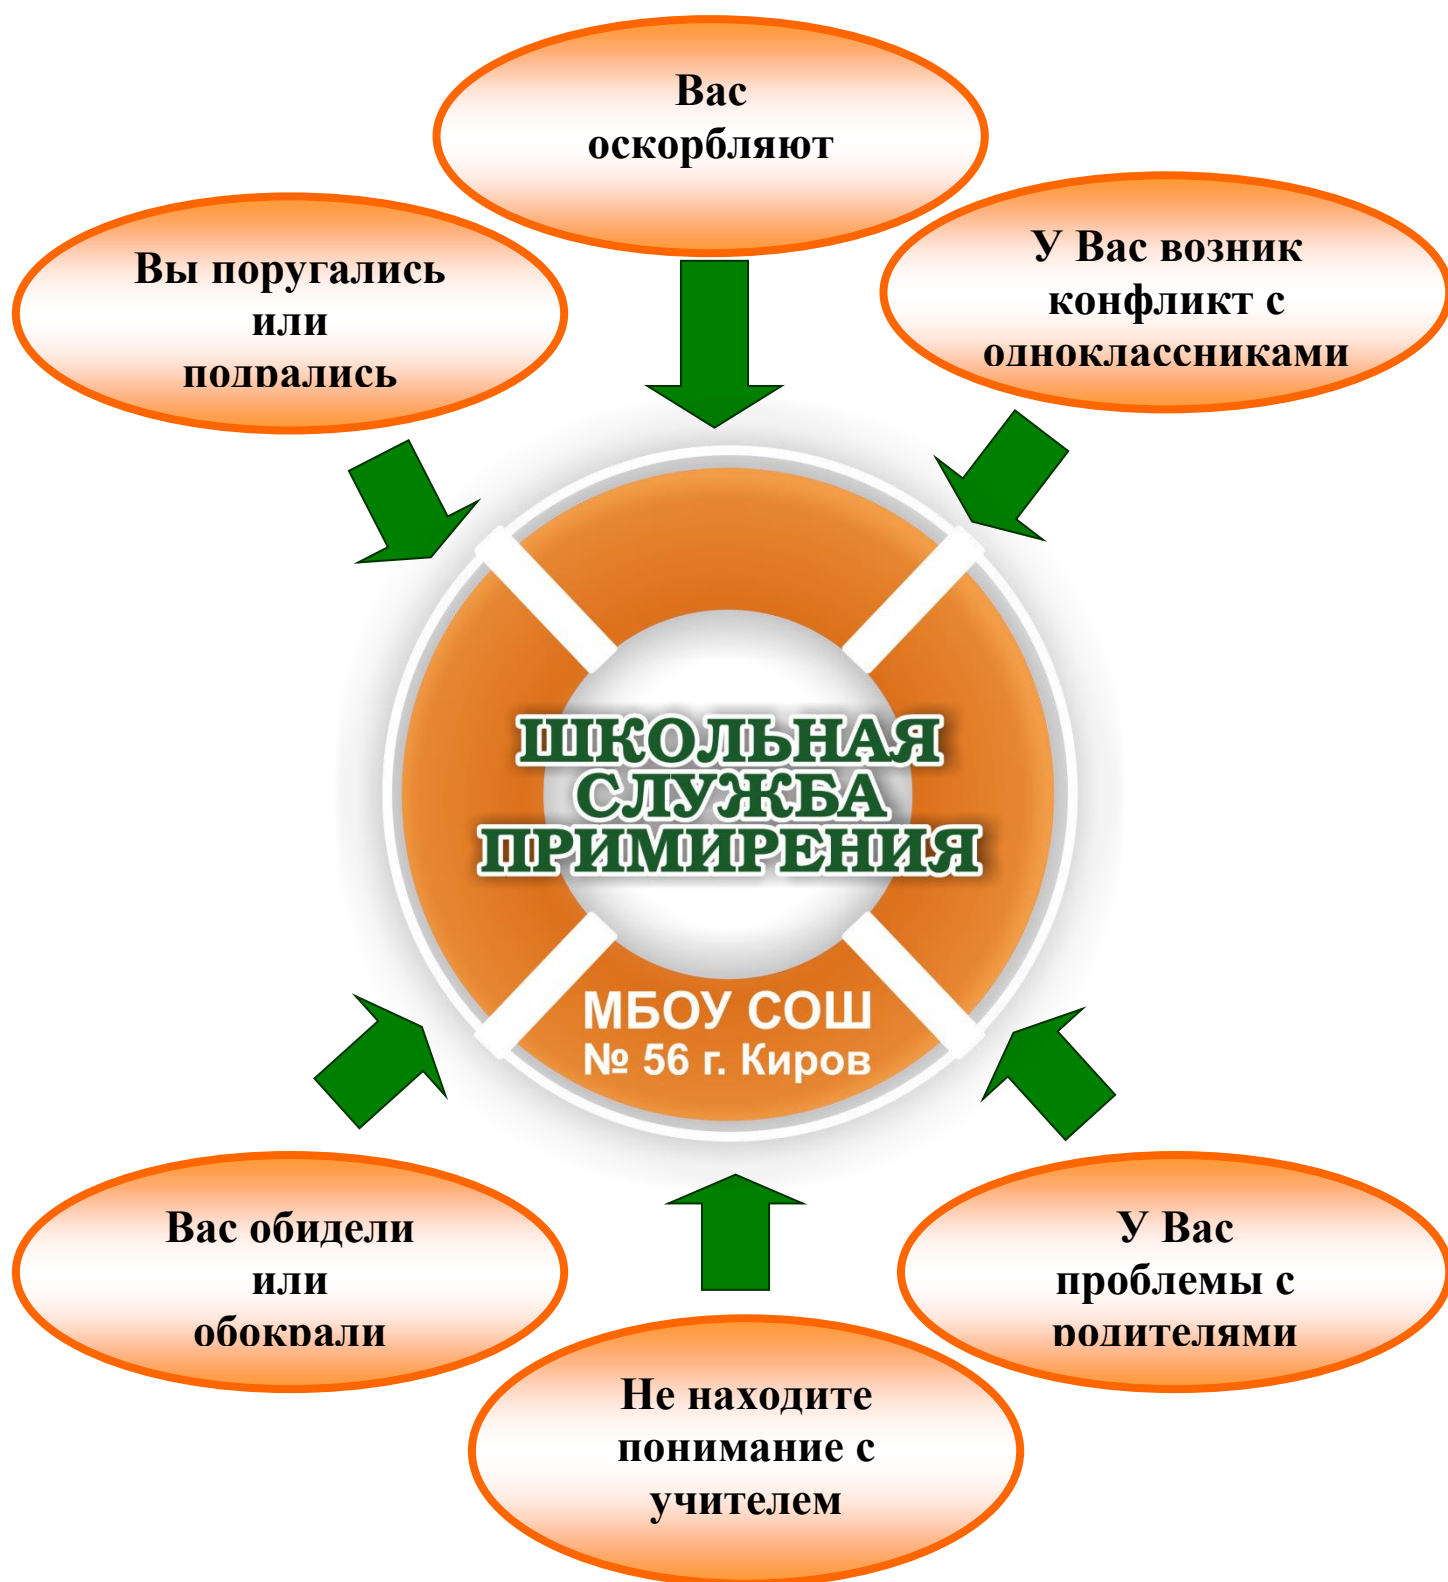 Вас
оскорбляют
Вы поругались
или
подрались
У Вас возник
конфликт с
одноклассниками
ШКОЛЬНАЯ
СЛУЖБА
ПРИМИРЕНИЯ
МБОУ СОШ
№ 56 г. Киров
Вас обидели
или
обокрали
У Вас
проблемы с
родителями
Не находите
понимание с
учителем